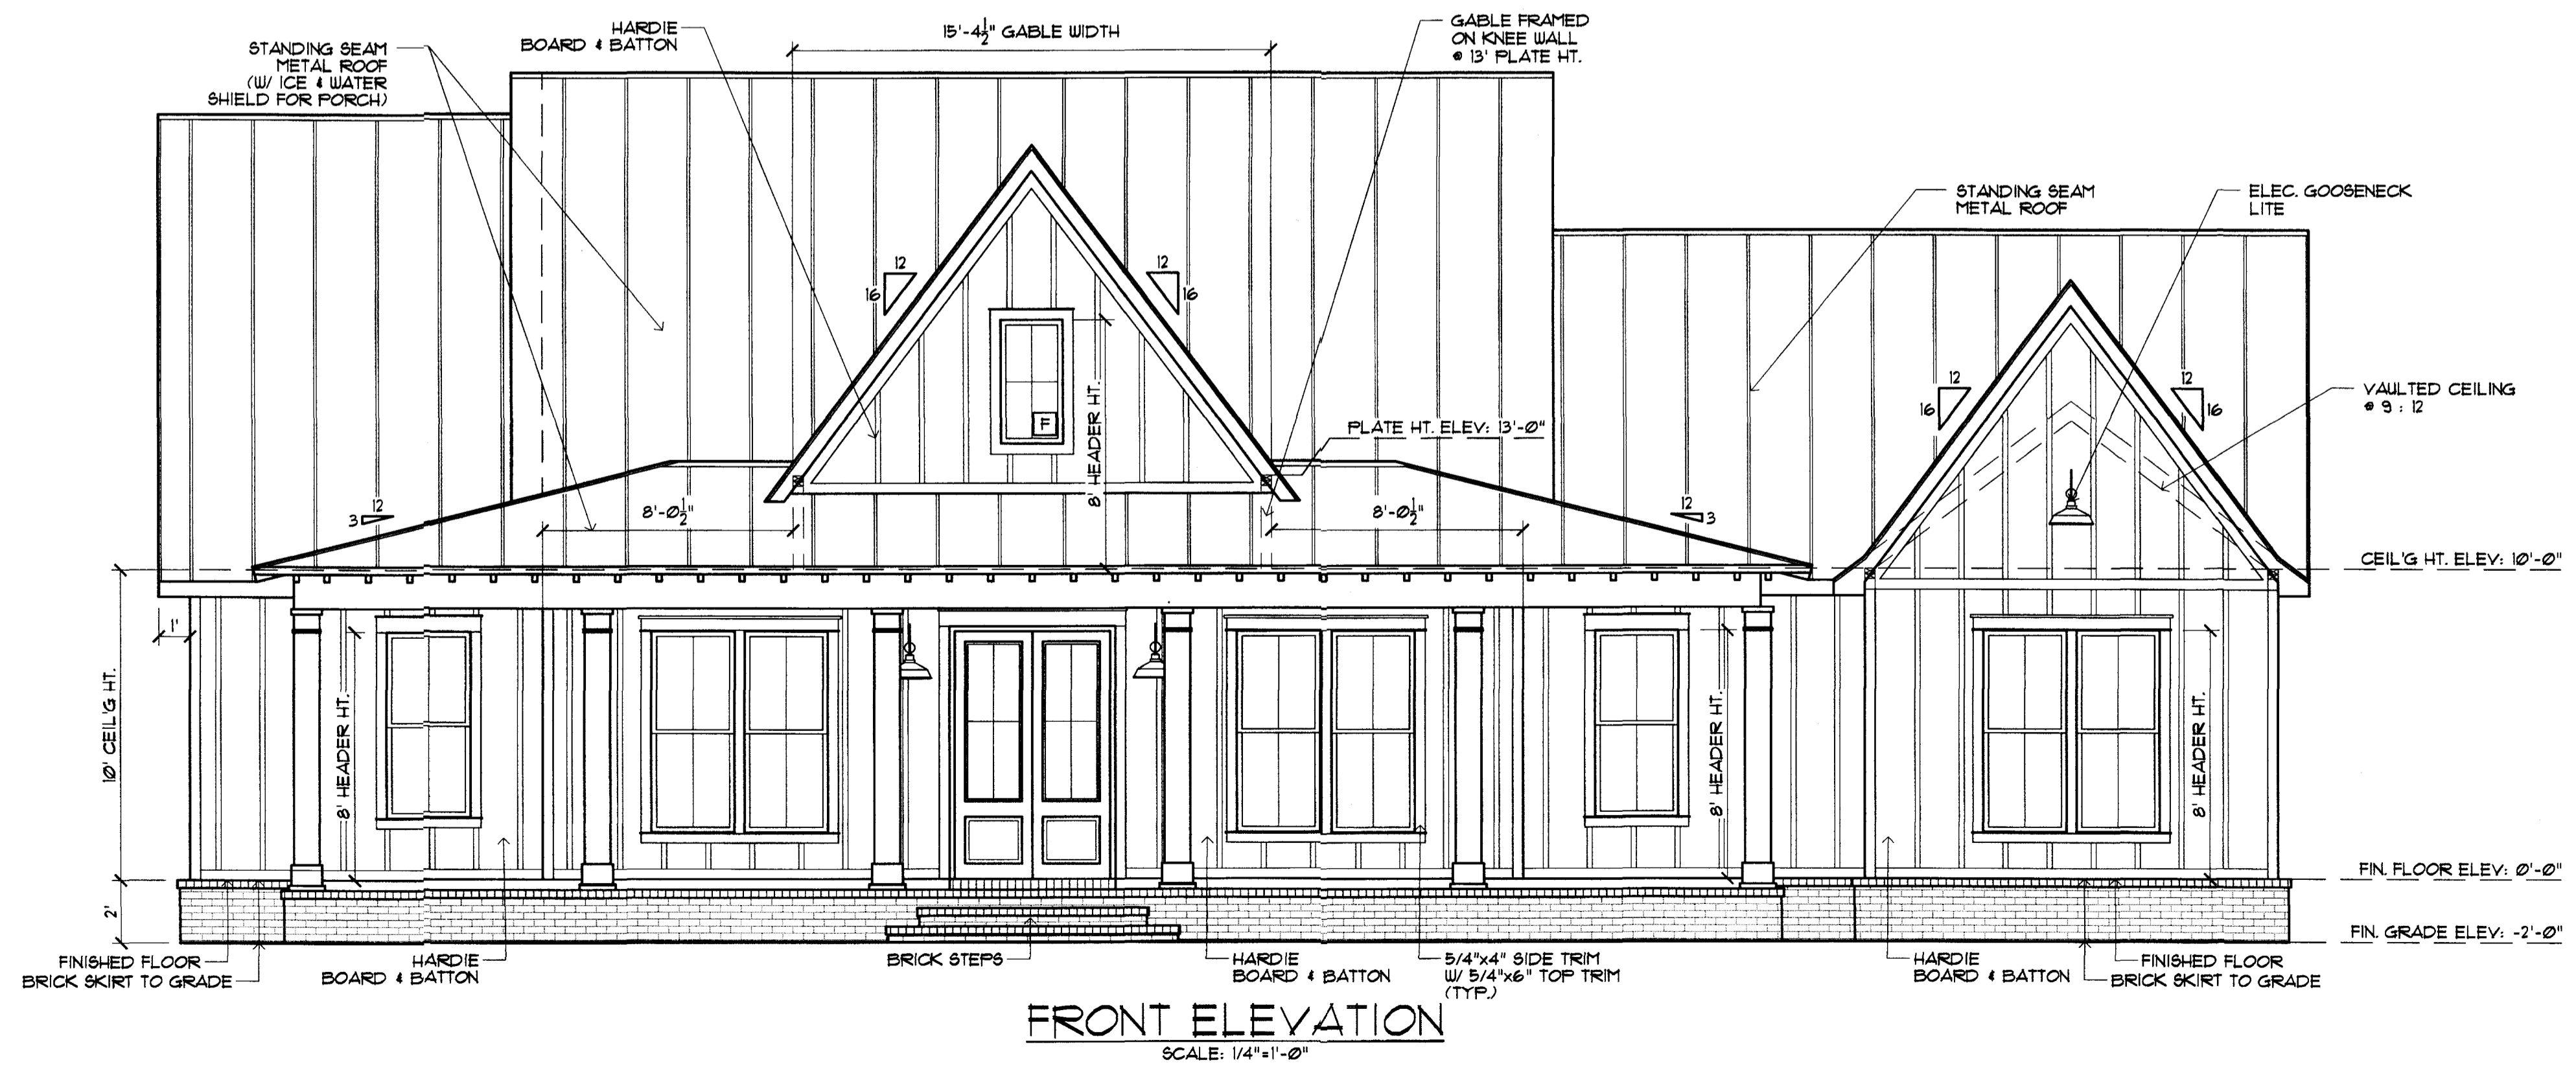 HARDIE
BOARD & BATTON
15'-4½" GABLE WIDTH
GABLE FRAMED
ON KNEE WALL
@ 13' PLATE HT.
STANDING SEAM
METAL ROOF
(W/ ICE & WATER
SHIELD FOR PORCH)
STANDING SEAM
METAL ROOF
ELEC. GOOSENECK
LITE
12
16
12
16
12
16
12
16
VAULTED CEILING
@ 9 : 12
F
8' HEADER HT.
PLATE HT. ELEV: 13'-0"
12
3
8'-0½"
8'-0½"
12
3
CEIL'G HT. ELEV: 10'-0"
1'
10' CEIL'G HT.
8' HEADER HT.
8' HEADER HT.
8' HEADER HT.
FIN. FLOOR ELEV: 0'-0"
2'
FIN. GRADE ELEV: -2'-0"
FINISHED FLOOR
BRICK SKIRT TO GRADE
HARDIE
BOARD & BATTON
BRICK STEPS
HARDIE
BOARD & BATTON
5/4"x4" SIDE TRIM
W/ 5/4"x6" TOP TRIM
(TYP.)
HARDIE
BOARD & BATTON
FINISHED FLOOR
BRICK SKIRT TO GRADE
FRONT ELEVATION
SCALE: 1/4"=1'-0"